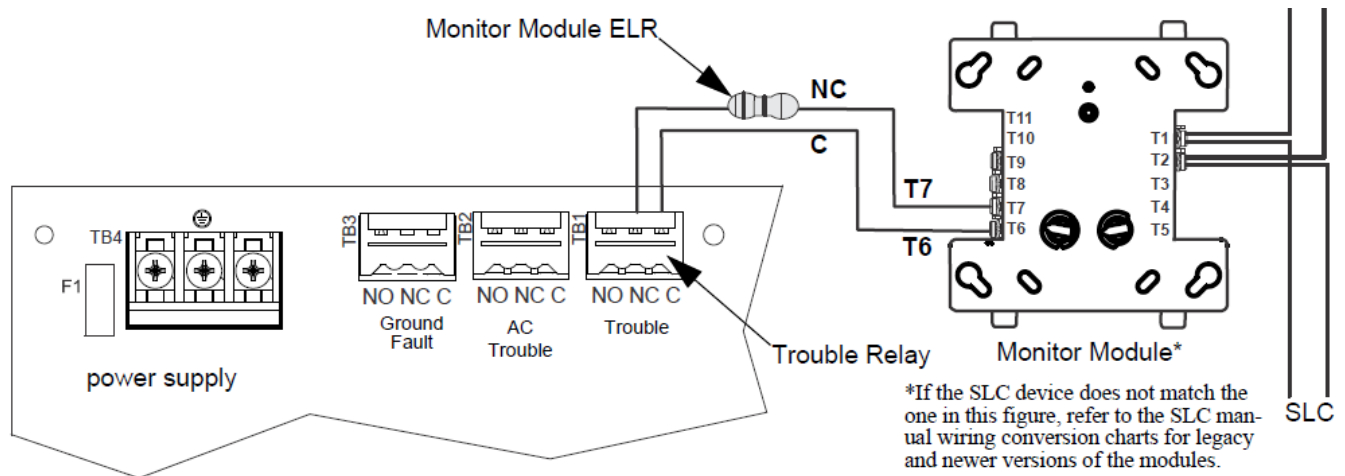 Monitor Module ELR
NC
C
T7
T6
T11
T10
T9
T8
T7
T6
T1
T2
T3
T4
T5
TB4
F1
power supply
TB3
NO NC C
Ground
Fault
TB2
NO NC C
AC
Trouble
TB1
NO NC C
Trouble
Trouble Relay
Monitor Module*
*If the SLC device does not match the
one in this figure, refer to the SLC man-
ual wiring conversion charts for legacy
and newer versions of the modules.
SLC